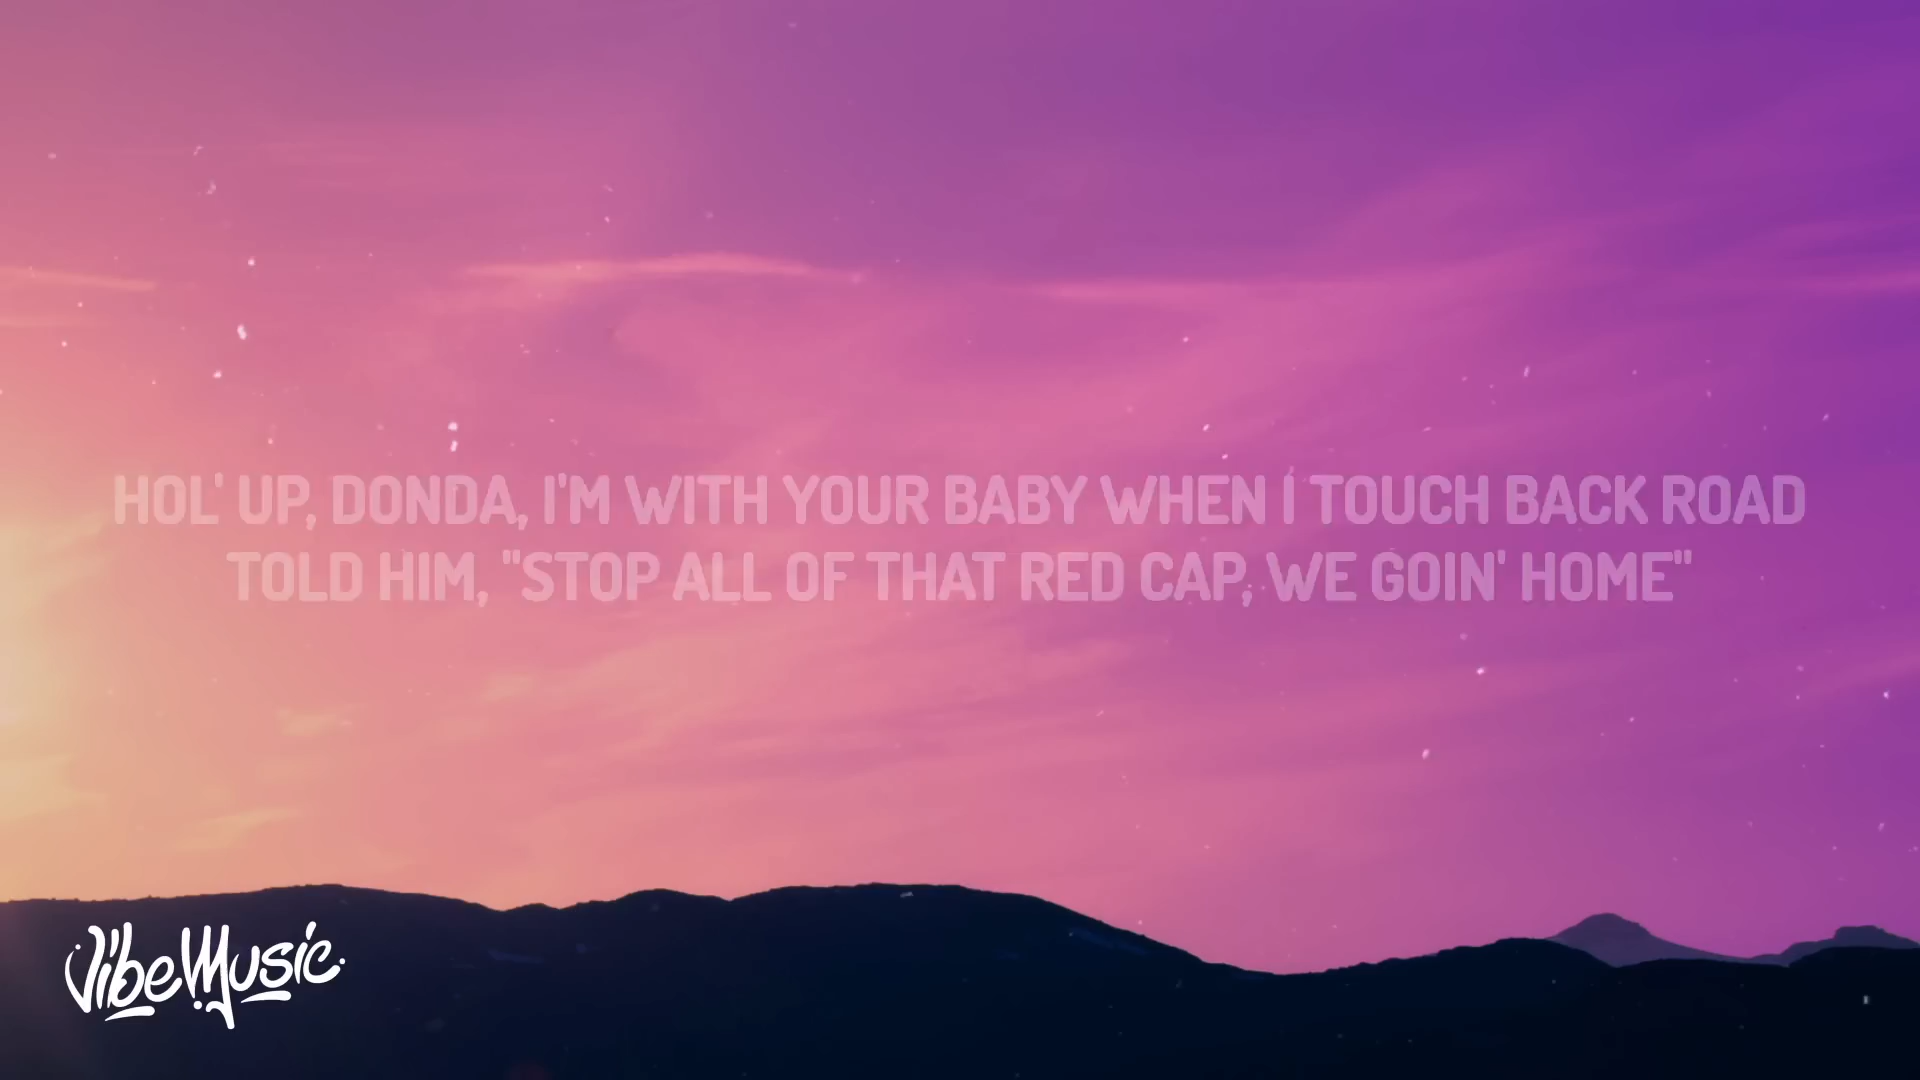 HOL' UP, DONDA, I'M WITH YOUR BABY WHEN I TOUCH BACK ROAD
TOLD HIM, "STOP ALL OF THAT RED CAP, WE GOIN' HOME"
VibeMusic.